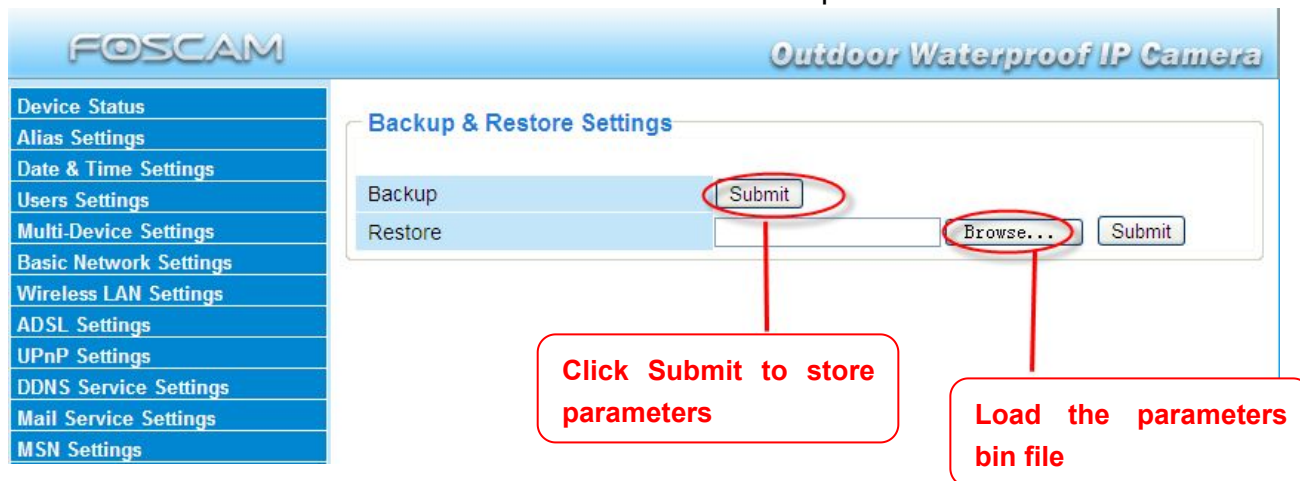 FOSCAM
Outdoor Waterproof IP Camera
Device Status
Alias Settings
Date & Time Settings
Users Settings
Multi-Device Settings
Basic Network Settings
Wireless LAN Settings
ADSL Settings
UPnP Settings
DDNS Service Settings
Mail Service Settings
MSN Settings
Backup & Restore Settings
Backup Submit
Restore Browse... Submit
Click Submit to store
parameters
Load the parameters
bin file